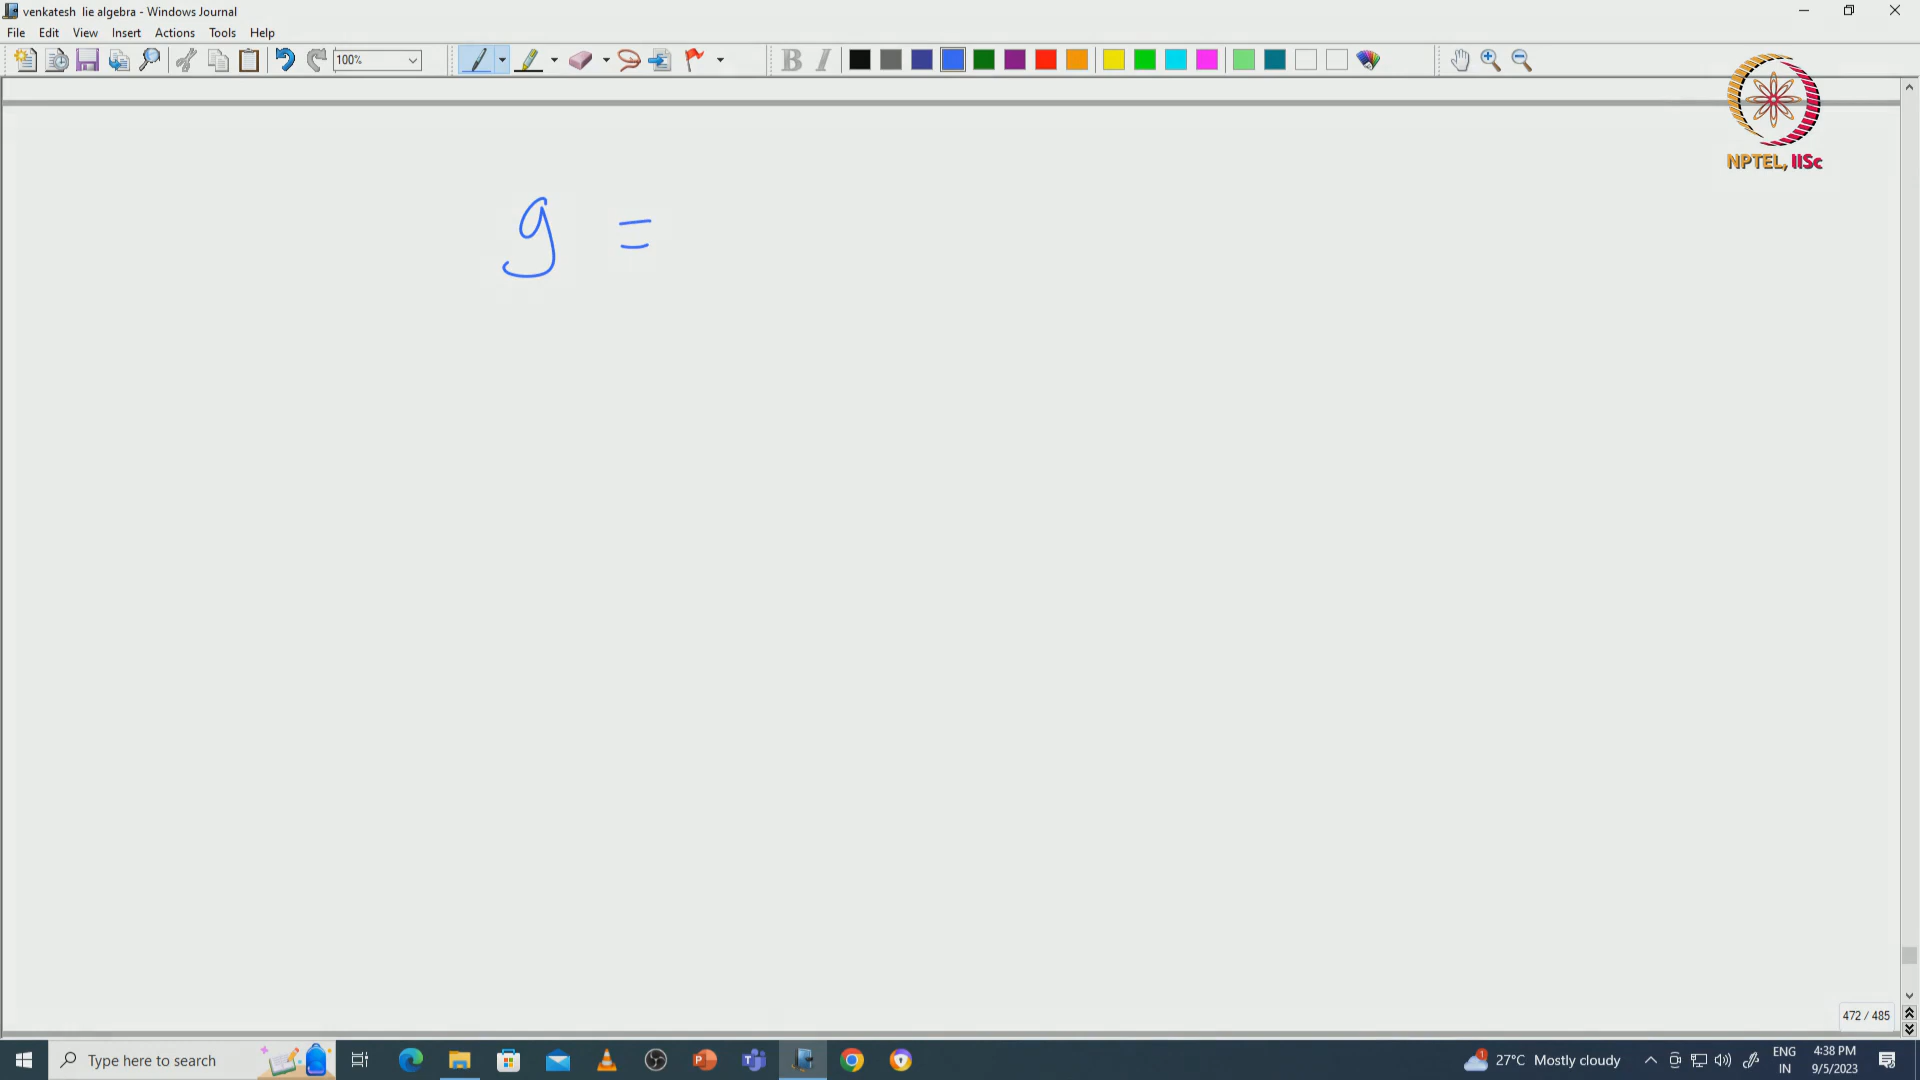 venkatesh lie algebra - Windows Journal
File Edit View Insert Actions Tools Help
100%
B I
NPTEL, IISc
g =
472 / 485
Type here to search
1 27°C Mostly cloudy
ENG
IN
4:38 PM
9/5/2023